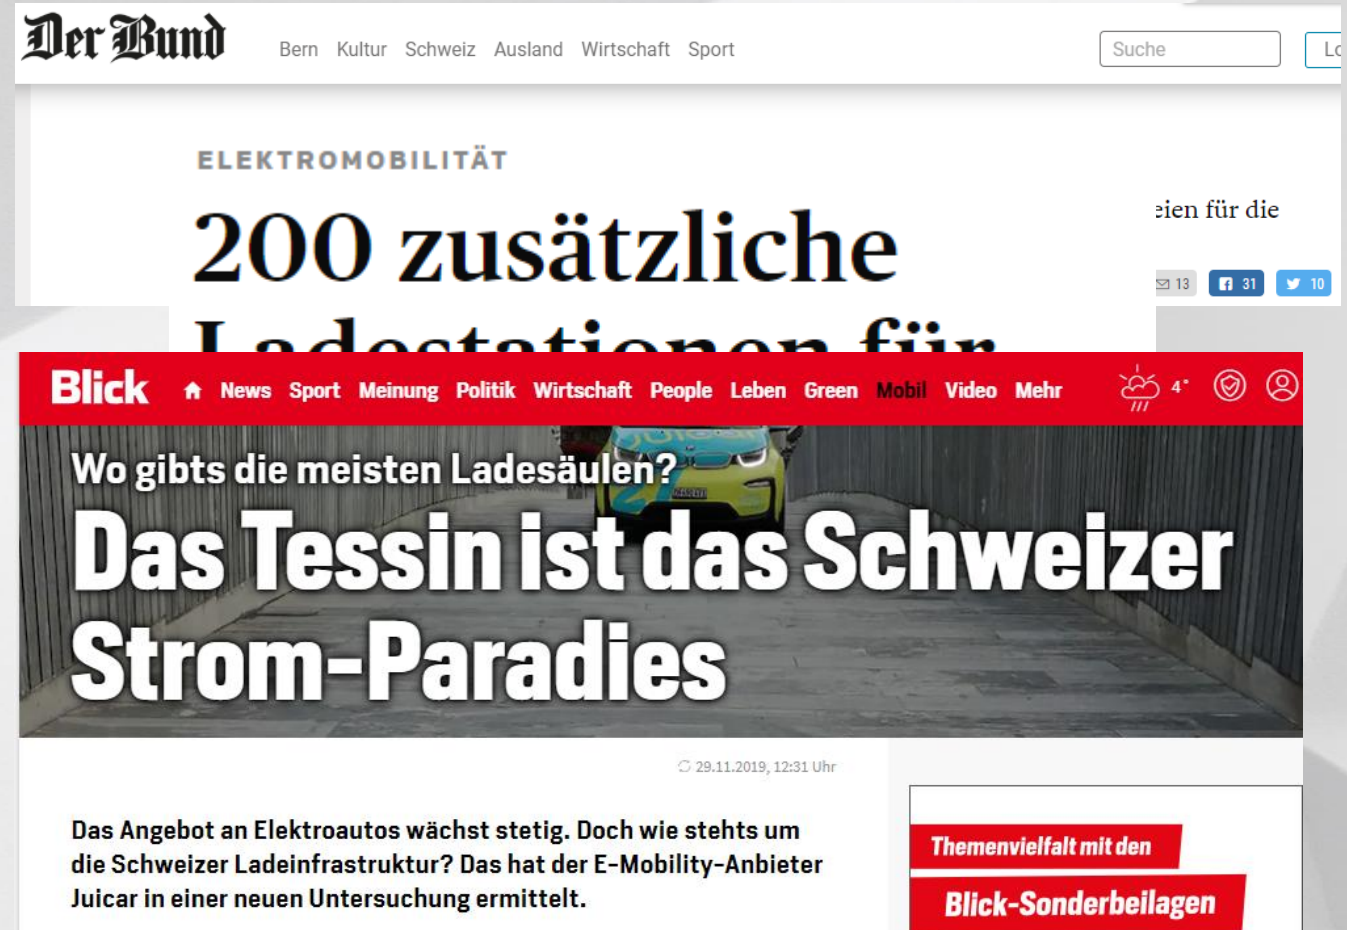 Der Bund
Bern Kultur Schweiz Ausland Wirtschaft Sport
Suche
ELEKTROMOBILITÄT
200 zusätzliche
Ladestationen für
für die
13 31 10
Blick
News Sport Meinung Politik Wirtschaft People Leben Green Mobil Video Mehr
4°
Wo gibts die meisten Ladesäulen?
Das Tessin ist das Schweizer
Strom-Paradies
29.11.2019, 12:31 Uhr
Das Angebot an Elektroautos wächst stetig. Doch wie stehts um
die Schweizer Ladeinfrastruktur? Das hat der E-Mobility-Anbieter
Juicar in einer neuen Untersuchung ermittelt.
Themenvielfalt mit den
Blick-Sonderbeilagen